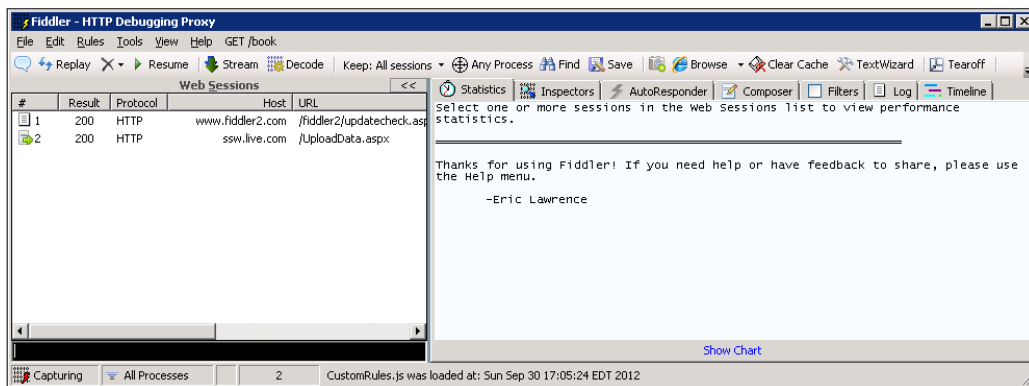 Fiddler - HTTP Debugging Proxy
File Edit Rules Tools View Help GET /book
Replay Resume Stream Decode Keep: All sessions Any Process Find Save Browse Clear Cache TextWizard Tearoff
Web Sessions <<
Statistics Inspectors AutoResponder Composer Filters Log Timeline
# Result Protocol Host URL
1 200 HTTP www.fiddler2.com /fiddler2/updatecheck.asp
2 200 HTTP ssw.live.com /UploadData.aspx
Select one or more sessions in the Web Sessions list to view performance
statistics.
Thanks for using Fiddler! If you need help or have feedback to share, please use
the Help menu.
-Eric Lawrence
Show Chart
Capturing All Processes 2 CustomRules.js was loaded at: Sun Sep 30 17:05:24 EDT 2012